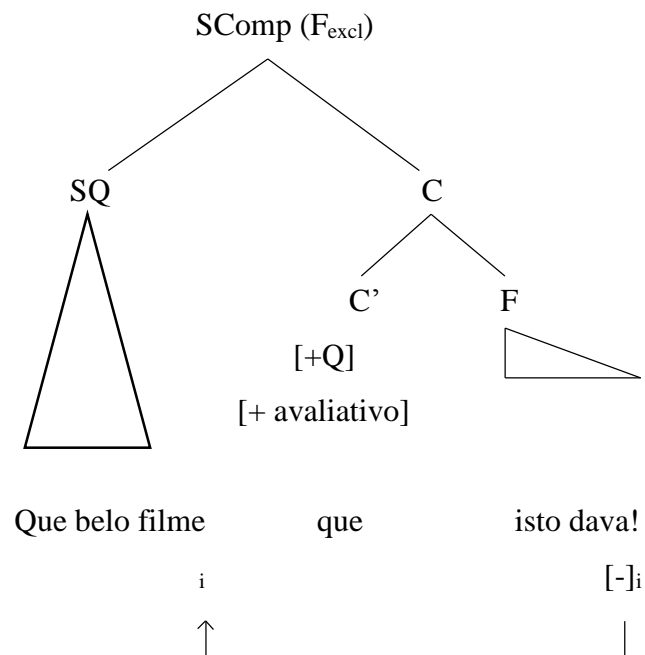 SComp (Fexcl)
SQ C
C’ F
[+Q]
[+ avaliativo]
Que belo filme que isto dava!
i [-]i